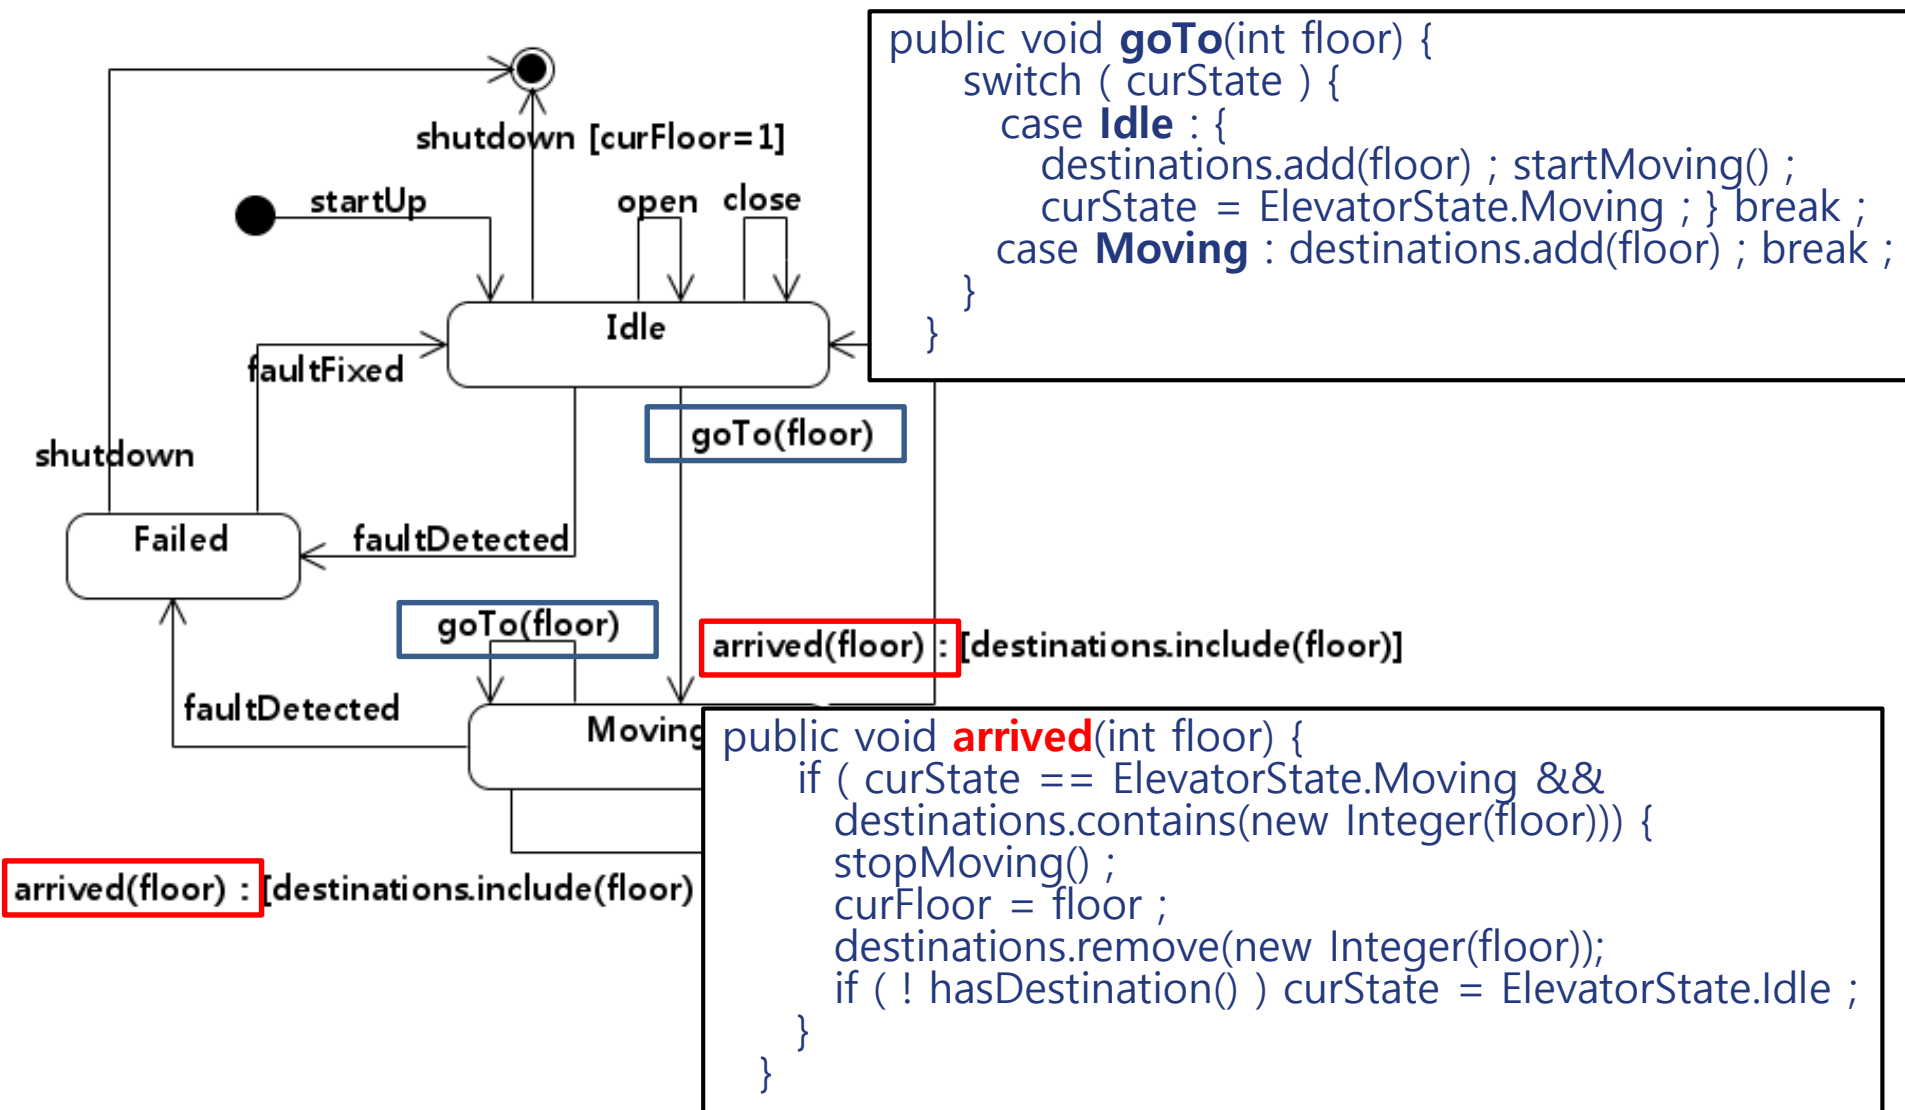 public void goTo(int floor) {
switch ( curState ) {
case Idle : {
destinations.add(floor) ; startMoving() ;
curState = ElevatorState.Moving ; } break ;
case Moving : destinations.add(floor) ; break ;
}
}
shutdown [curFloor=1]
startUp
open
close
Idle
faultFixed
goTo(floor)
shutdown
Failed
faultDetected
goTo(floor)
arrived(floor) : [destinations.include(floor)]
faultDetected
Moving
public void arrived(int floor) {
if ( curState == ElevatorState.Moving &&
destinations.contains(new Integer(floor))) {
stopMoving() ;
curFloor = floor ;
destinations.remove(new Integer(floor));
if ( ! hasDestination() ) curState = ElevatorState.Idle ;
}
}
arrived(floor) : [destinations.include(floor)